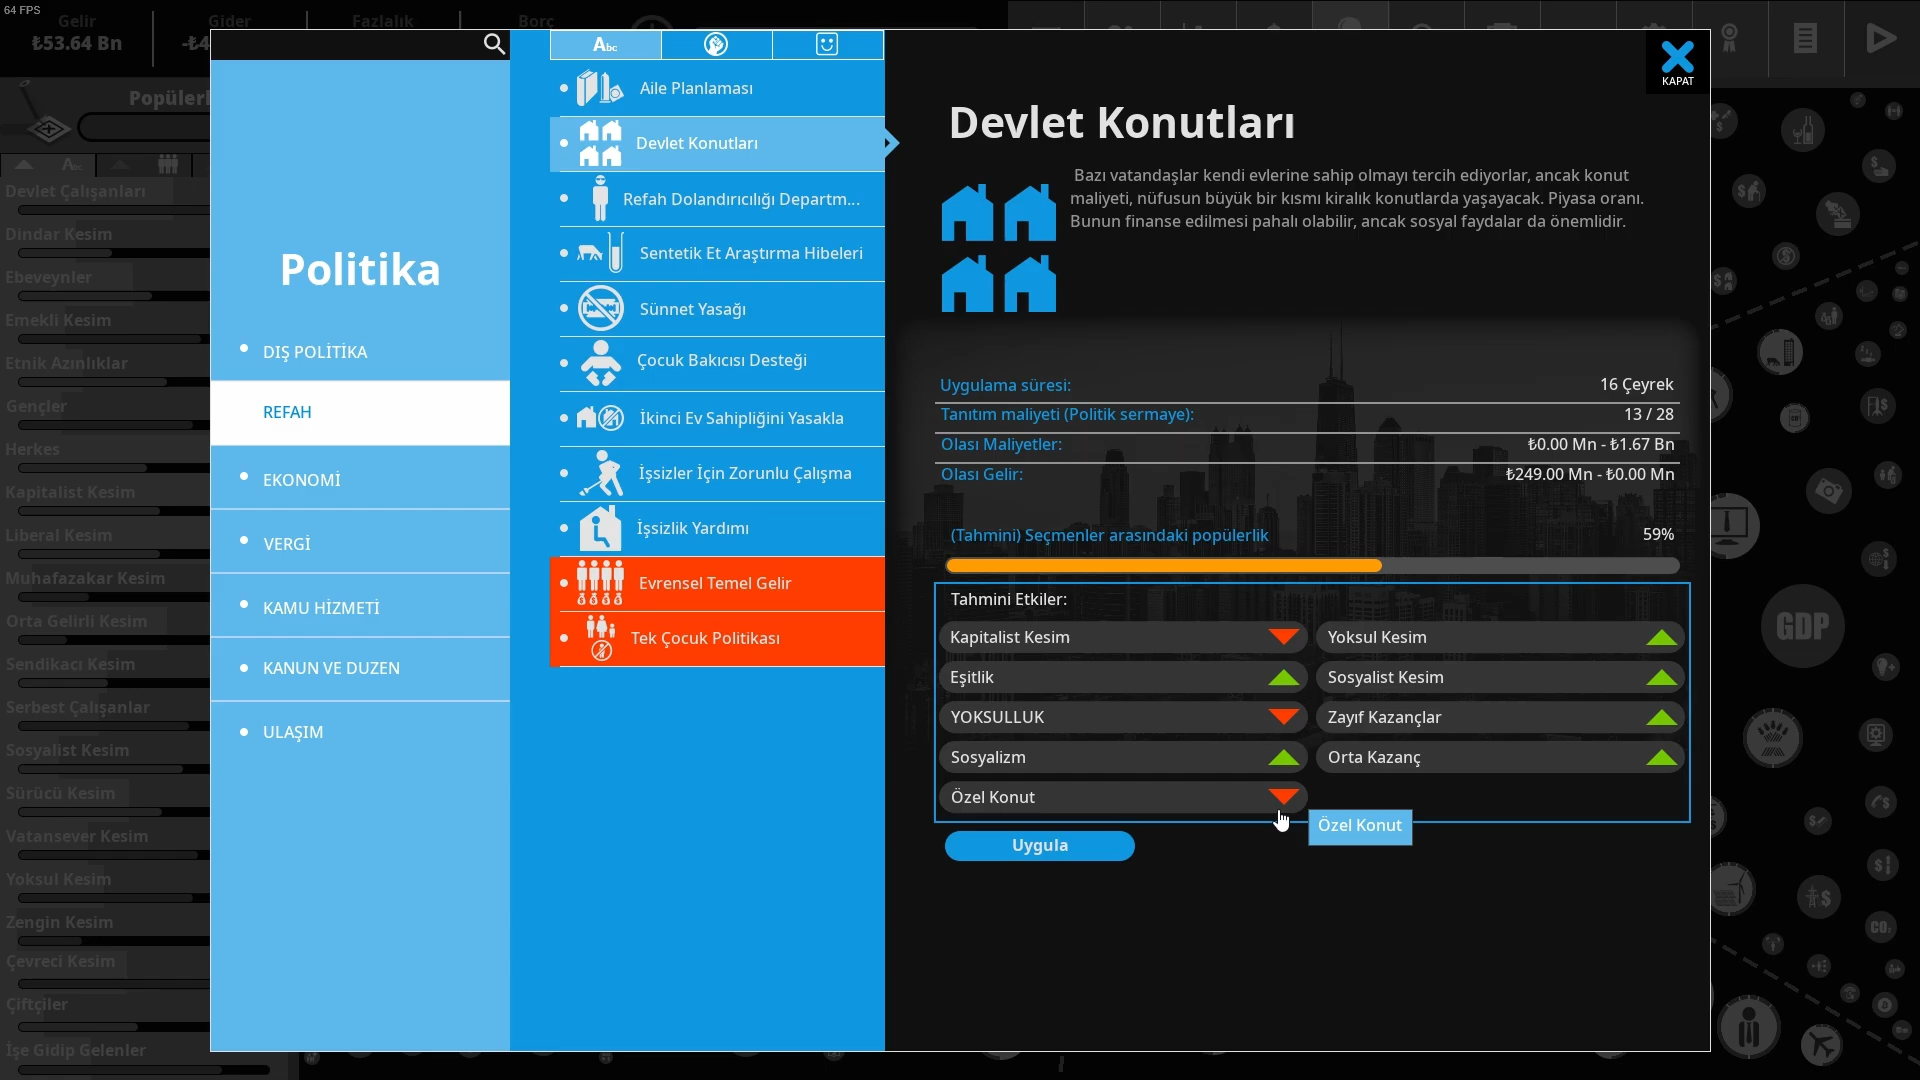 64 FPS
Gelir
Gider
Fazlalık
Borç
₺53.64 Bn
-₺4
Popülerl
Abc
Devlet Çalışanları
Dindar Kesim
Ebeveynler
Emekli Kesim
Etnik Azınlıklar
Gençler
Herkes
Kapitalist Kesim
Liberal Kesim
Muhafazakar Kesim
Orta Gelirli Kesim
Sendikacı Kesim
Serbest Çalışanlar
Sosyalist Kesim
Sürücü Kesim
Vatansever Kesim
Yoksul Kesim
Zengin Kesim
Çevreci Kesim
Çiftçiler
İşe Gidip Gelenler
Politika
DIŞ POLİTİKA
REFAH
EKONOMİ
VERGİ
KAMU HİZMETİ
KANUN VE DUZEN
ULAŞIM
Abc
Aile Planlaması
Devlet Konutları
Refah Dolandırıcılığı Departm...
Sentetik Et Araştırma Hibeleri
Sünnet Yasağı
Çocuk Bakıcısı Desteği
İkinci Ev Sahipliğini Yasakla
İşsizler İçin Zorunlu Çalışma
İşsizlik Yardımı
Evrensel Temel Gelir
Tek Çocuk Politikası
KAPAT
Devlet Konutları
Bazı vatandaşlar kendi evlerine sahip olmayı tercih ediyorlar, ancak konut
maliyeti, nüfusun büyük bir kısmı kiralık konutlarda yaşayacak. Piyasa oranı.
Bunun finanse edilmesi pahalı olabilir, ancak sosyal faydalar da önemlidir.
Uygulama süresi: 16 Çeyrek
Tanıtım maliyeti (Politik sermaye): 13 / 28
Olası Maliyetler: ₺0.00 Mn - ₺1.67 Bn
Olası Gelir: ₺249.00 Mn - ₺0.00 Mn
(Tahmini) Seçmenler arasındaki popülerlik 59%
Tahmini Etkiler:
Kapitalist Kesim
Yoksul Kesim
Eşitlik
Sosyalist Kesim
YOKSULLUK
Zayıf Kazançlar
Sosyalizm
Orta Kazanç
Özel Konut
Özel Konut
Uygula
GDP
CO₂